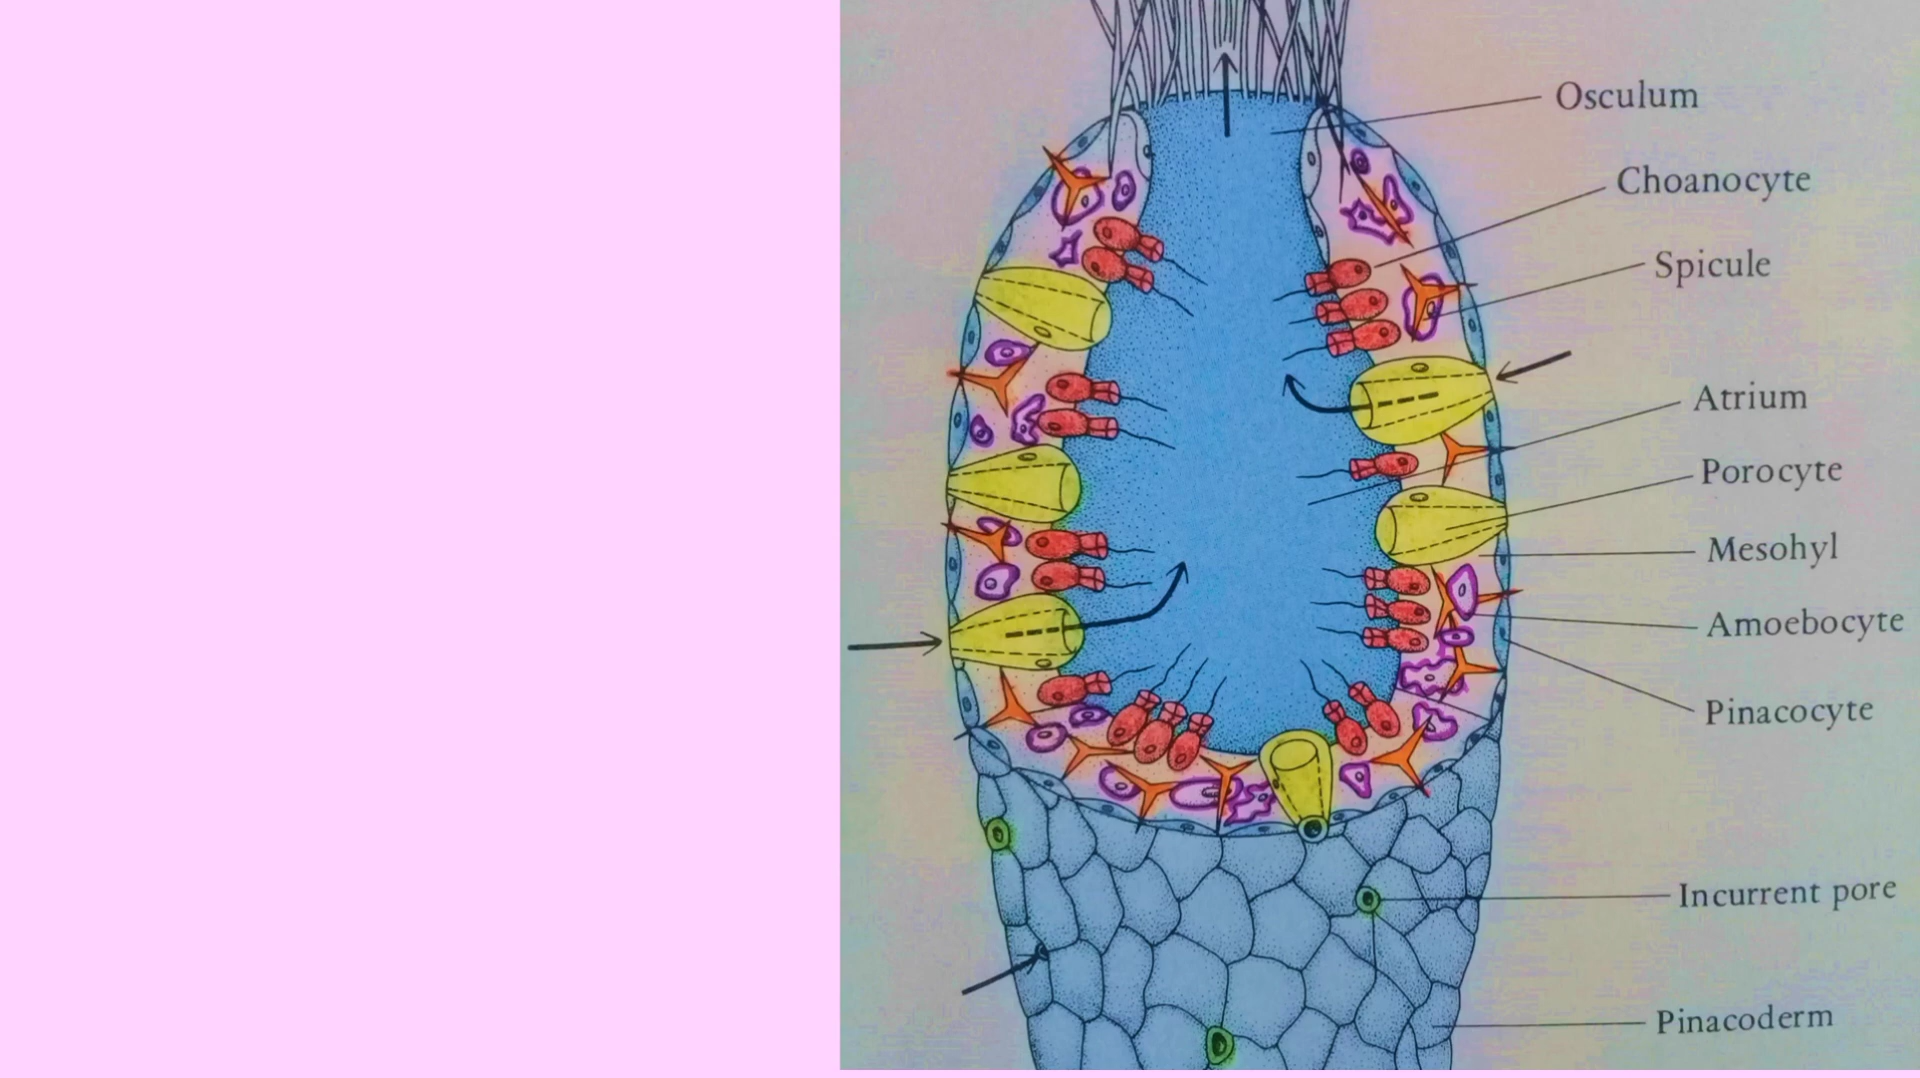 Osculum
Choanocyte
Spicule
Atrium
Porocyte
Mesohyl
Amoebocyte
Pinacocyte
Incurrent pore
Pinacoderm